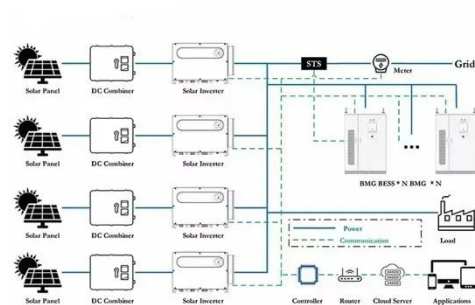 STS
Meter
Grid
Solar Panel
DC Combiner
Solar Inverter
Solar Panel
DC Combiner
Solar Inverter
BMG BESS * N BMG * N
Solar Panel
DC Combiner
Solar Inverter
Power
Communication
Load
Solar Panel
DC Combiner
Solar Inverter
Controller
Router
Cloud Server
Applications